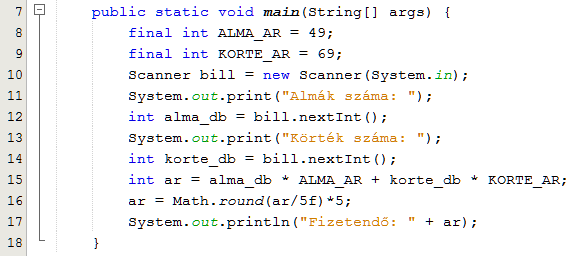 7 public static void main(String[] args) {
8 final int ALMA_AR = 49;
9 final int KORTE_AR = 69;
10 Scanner bill = new Scanner(System.in);
11 System.out.print("Almák száma: ");
12 int alma_db = bill.nextInt();
13 System.out.print("Körték száma: ");
14 int korte_db = bill.nextInt();
15 int ar = alma_db * ALMA_AR + korte_db * KORTE_AR;
16 ar = Math.round(ar/5f)*5;
17 System.out.println("Fizetendő: " + ar);
18 }